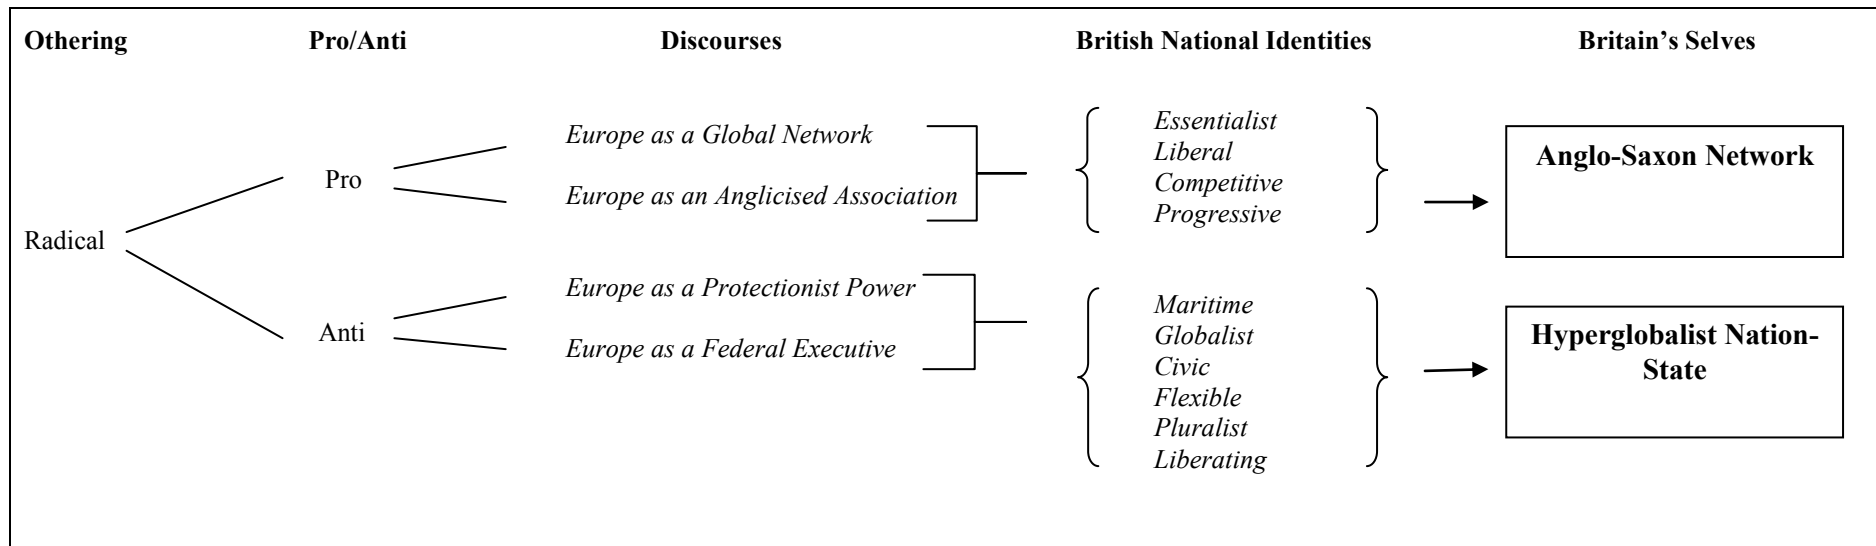 Othering Pro/Anti Discourses British National Identities Britain's Selves
Radical
Pro
Anti
Europe as a Global Network
Europe as an Anglicised Association
Europe as a Protectionist Power
Europe as a Federal Executive
Essentialist
Liberal
Competitive
Progressive
Maritime
Globalist
Civic
Flexible
Pluralist
Liberating
Anglo-Saxon Network
Hyperglobalist Nation-
State